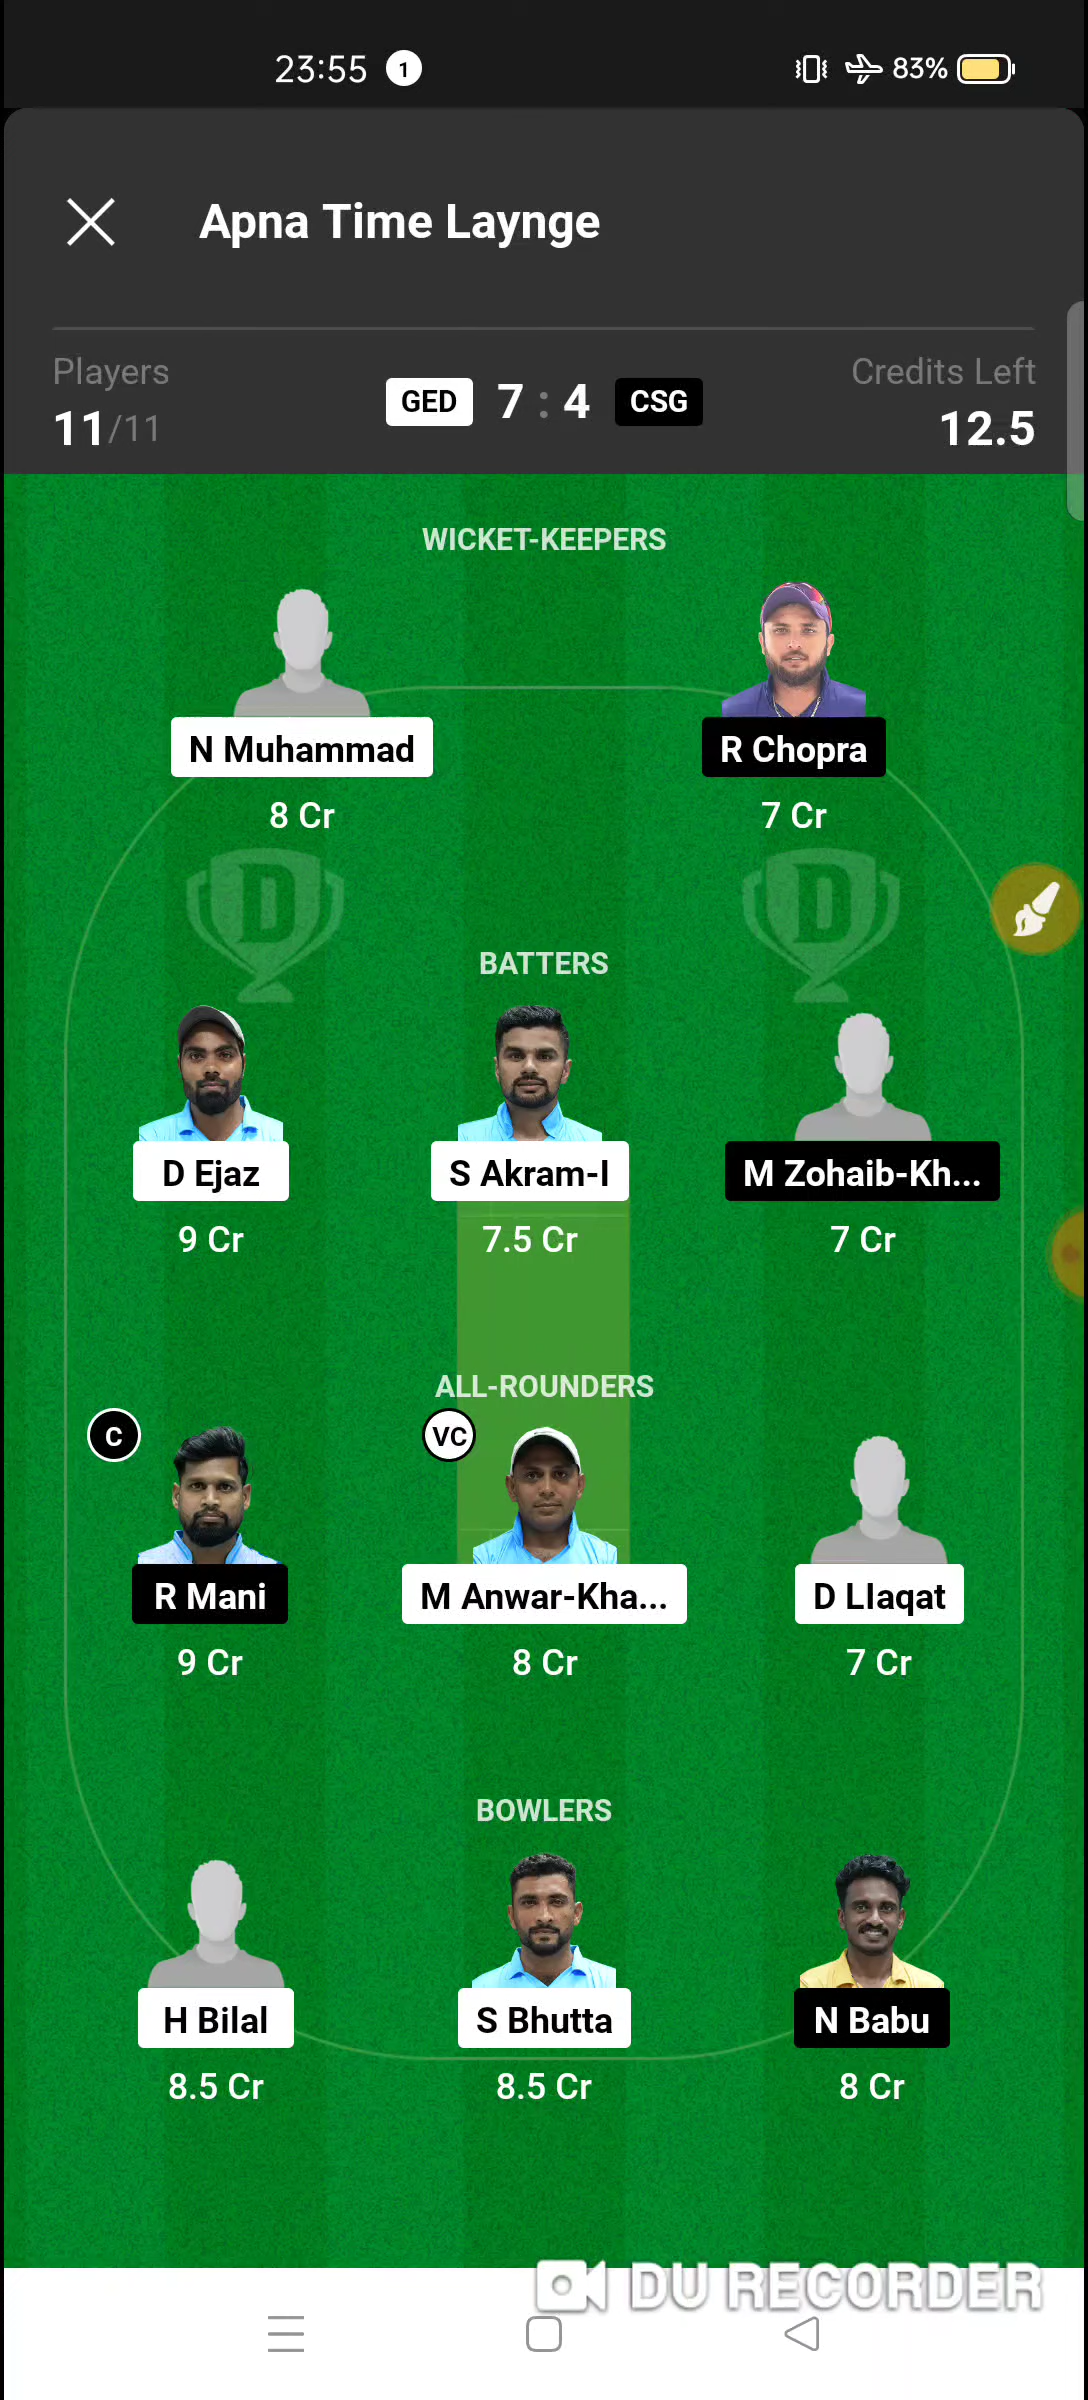 23:55 1 83%
Apna Time Laynge
Players
11/11
GED 7 : 4 CSG
Credits Left
12.5
WICKET-KEEPERS
N Muhammad
8 Cr
R Chopra
7 Cr
D D
BATTERS
D Ejaz
9 Cr
S Akram-I
7.5 Cr
M Zohaib-Kh...
7 Cr
ALL-ROUNDERS
C
R Mani
9 Cr
VC
M Anwar-Kha...
8 Cr
D LIaqat
7 Cr
BOWLERS
H Bilal
8.5 Cr
S Bhutta
8.5 Cr
N Babu
8 Cr
DU RECORDER